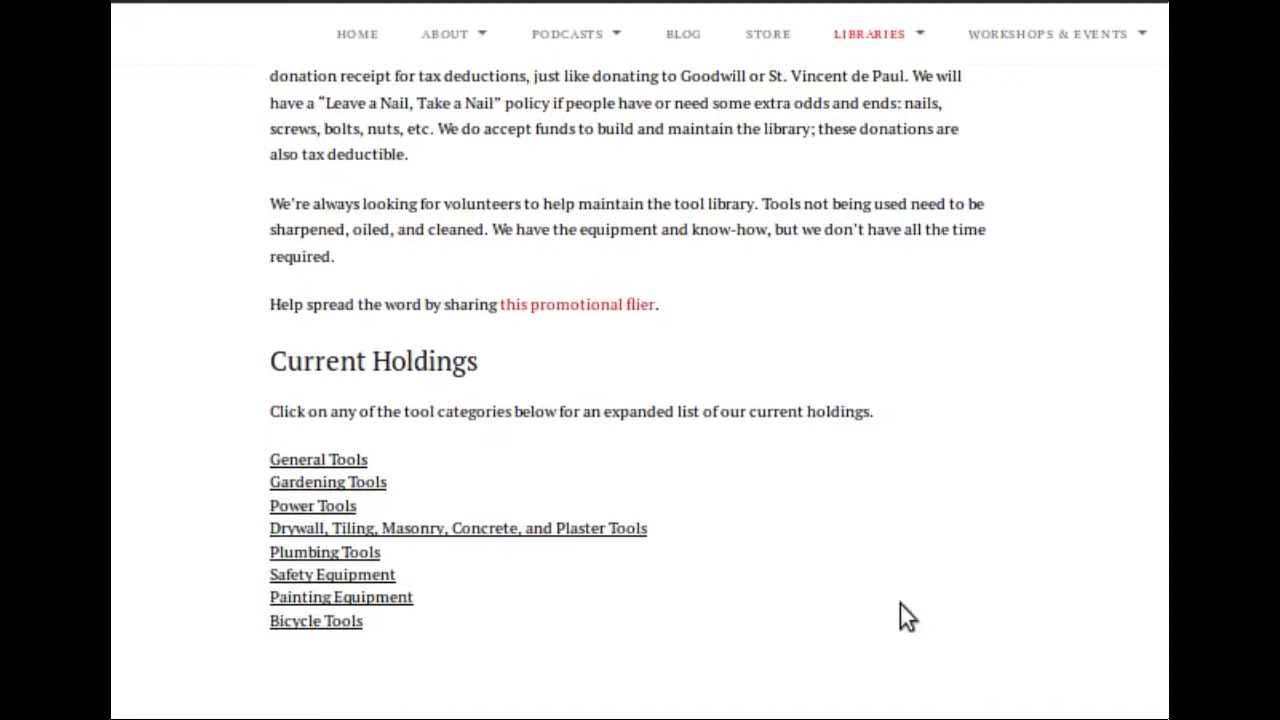 HOME ABOUT PODCASTS BLOG STORE LIBRARIES WORKSHOPS & EVENTS
donation receipt for tax deductions, just like donating to Goodwill or St. Vincent de Paul. We will
have a “Leave a Nail, Take a Nail” policy if people have or need some extra odds and ends: nails,
screws, bolts, nuts, etc. We do accept funds to build and maintain the library; these donations are
also tax deductible.
We’re always looking for volunteers to help maintain the tool library. Tools not being used need to be
sharpened, oiled, and cleaned. We have the equipment and know-how, but we don’t have all the time
required.
Help spread the word by sharing this promotional flier.
Current Holdings
Click on any of the tool categories below for an expanded list of our current holdings.
General Tools
Gardening Tools
Power Tools
Drywall, Tiling, Masonry, Concrete, and Plaster Tools
Plumbing Tools
Safety Equipment
Painting Equipment
Bicycle Tools